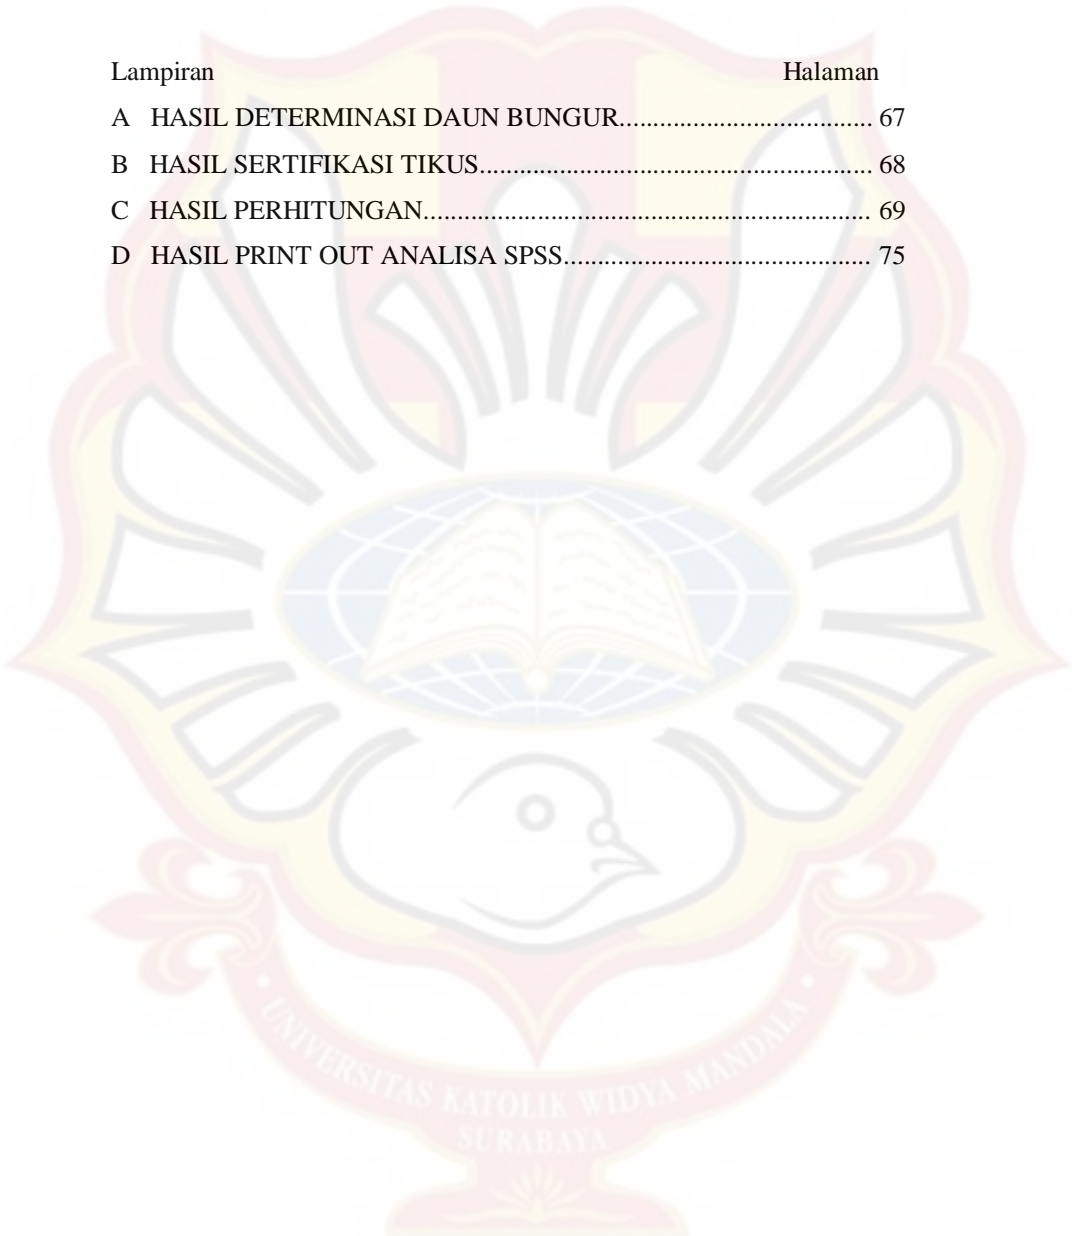 Lampiran Halaman
A HASIL DETERMINASI DAUN BUNGUR...................................... 67
B HASIL SERTIFIKASI TIKUS........................................................... 68
C HASIL PERHITUNGAN................................................................... 69
D HASIL PRINT OUT ANALISA SPSS.............................................. 75
UNIVERSITAS KATOLIK WIDYA MANDALA
SURABAYA